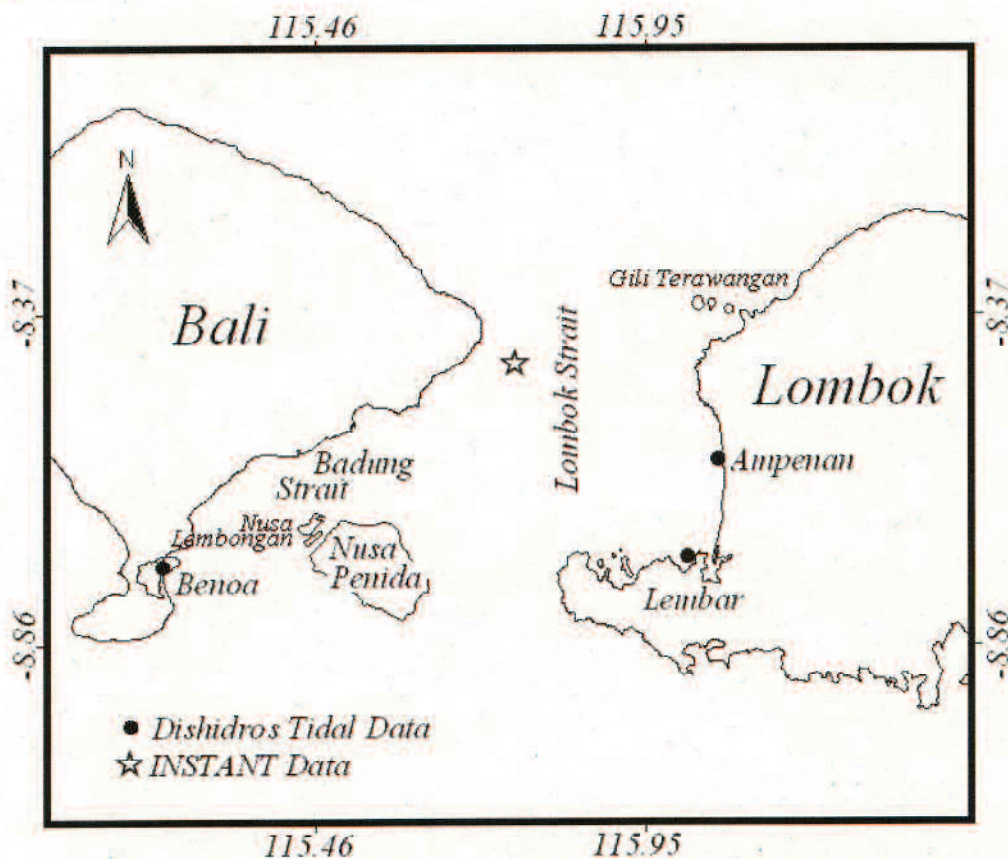 115.46 115.95
N
Gili Terawangan
-8.37 -8.37
Bali
Lombok Strait
Lombok
Badung
Strait
Ampenan
Nusa
Lembongan
Nusa
Penida
Benoa
Lembar
-8.86 -8.86
Dishidros Tidal Data
INSTANT Data
115.46 115.95